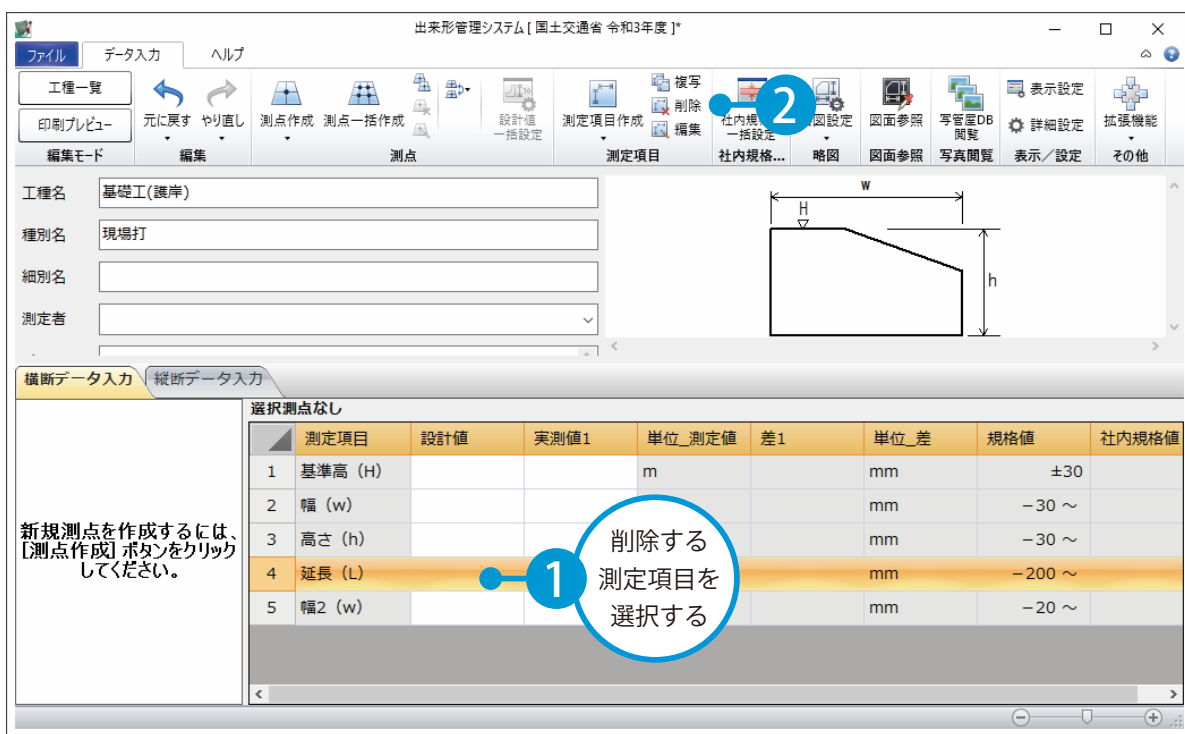 出来形管理システム [ 国土交通省 令和3年度 ]*
ファイル データ入力 ヘルプ
工種一覧
印刷プレビュー
編集モード
元に戻す やり直し
編集
測点作成 測点一括作成
設計値
一括設定
測点
測定項目作成
複写
削除
編集
測定項目
2
一括設定
社内規格...
略図
図面参照
図面参照
写管屋DB
閲覧
写真閲覧
表示設定
詳細設定
表示／設定
拡張機能
その他
工種名 基礎工(護岸)
種別名 現場打
細別名
測定者
W
H
h
横断データ入力 縦断データ入力
選択測点なし
新規測点を作成するには、
[測点作成] ボタンをクリック
してください。
測定項目 設計値 実測値1 単位_測定値 差1 単位_差 規格値 社内規格値
1 基準高（H） m mm ±30
2 幅（w） mm －30 ～
3 高さ（h） mm －30 ～
4 延長（L） mm －200 ～
5 幅2（w） mm －20 ～
1
削除する
測定項目を
選択する